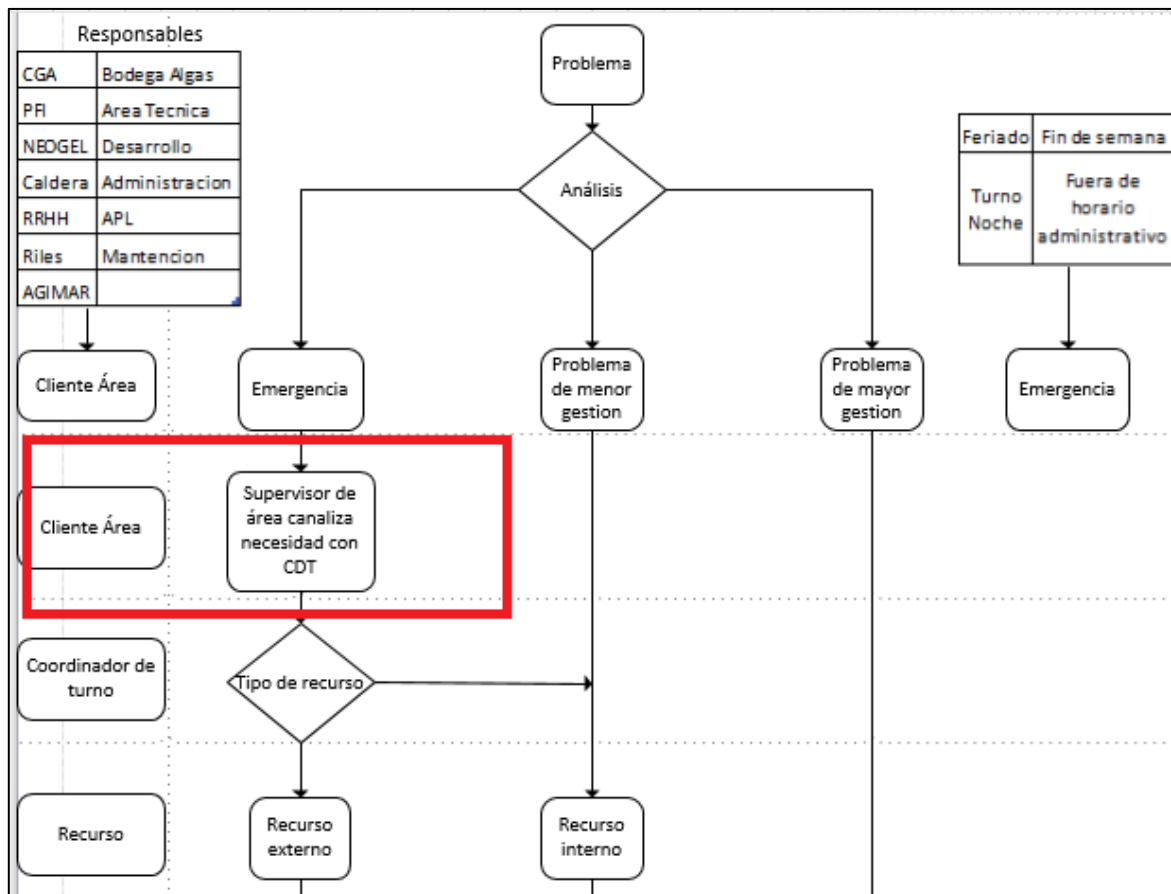 Responsables
CGA Bodega Algas
PFI Area Tecnica
NEOGEL Desarrollo
Caldera Administracion
RRHH APL
Riles Mantencion
AGIMAR
Problema
Análisis
Feriado Fin de semana
Turno
Noche
Fuera de
horario
administrativo
Cliente Área
Emergencia
Problema
de menor
gestion
Problema
de mayor
gestion
Emergencia
Cliente Área
Supervisor de
área canaliza
necesidad con
CDT
Coordinador de
turno
Tipo de recurso
Recurso
Recurso
externo
Recurso
interno